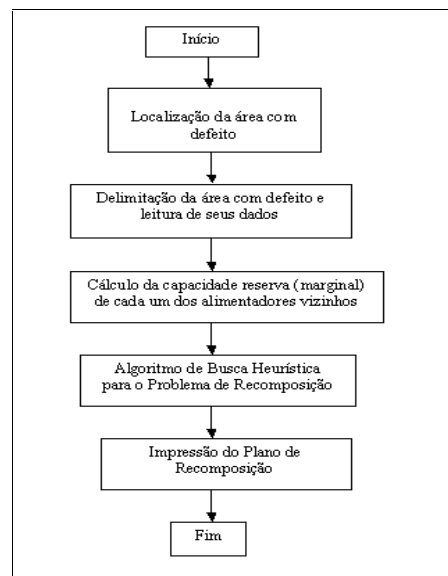 Início
Localização da área com
defeito
Delimitação da área com defeito e
leitura de seus dados
Cálculo da capacidade reserva (marginal)
de cada um dos alimentadores vizinhos
Algoritmo de Busca Heurística
para o Problema de Recomposição
Impressão do Plano de
Recomposição
Fim